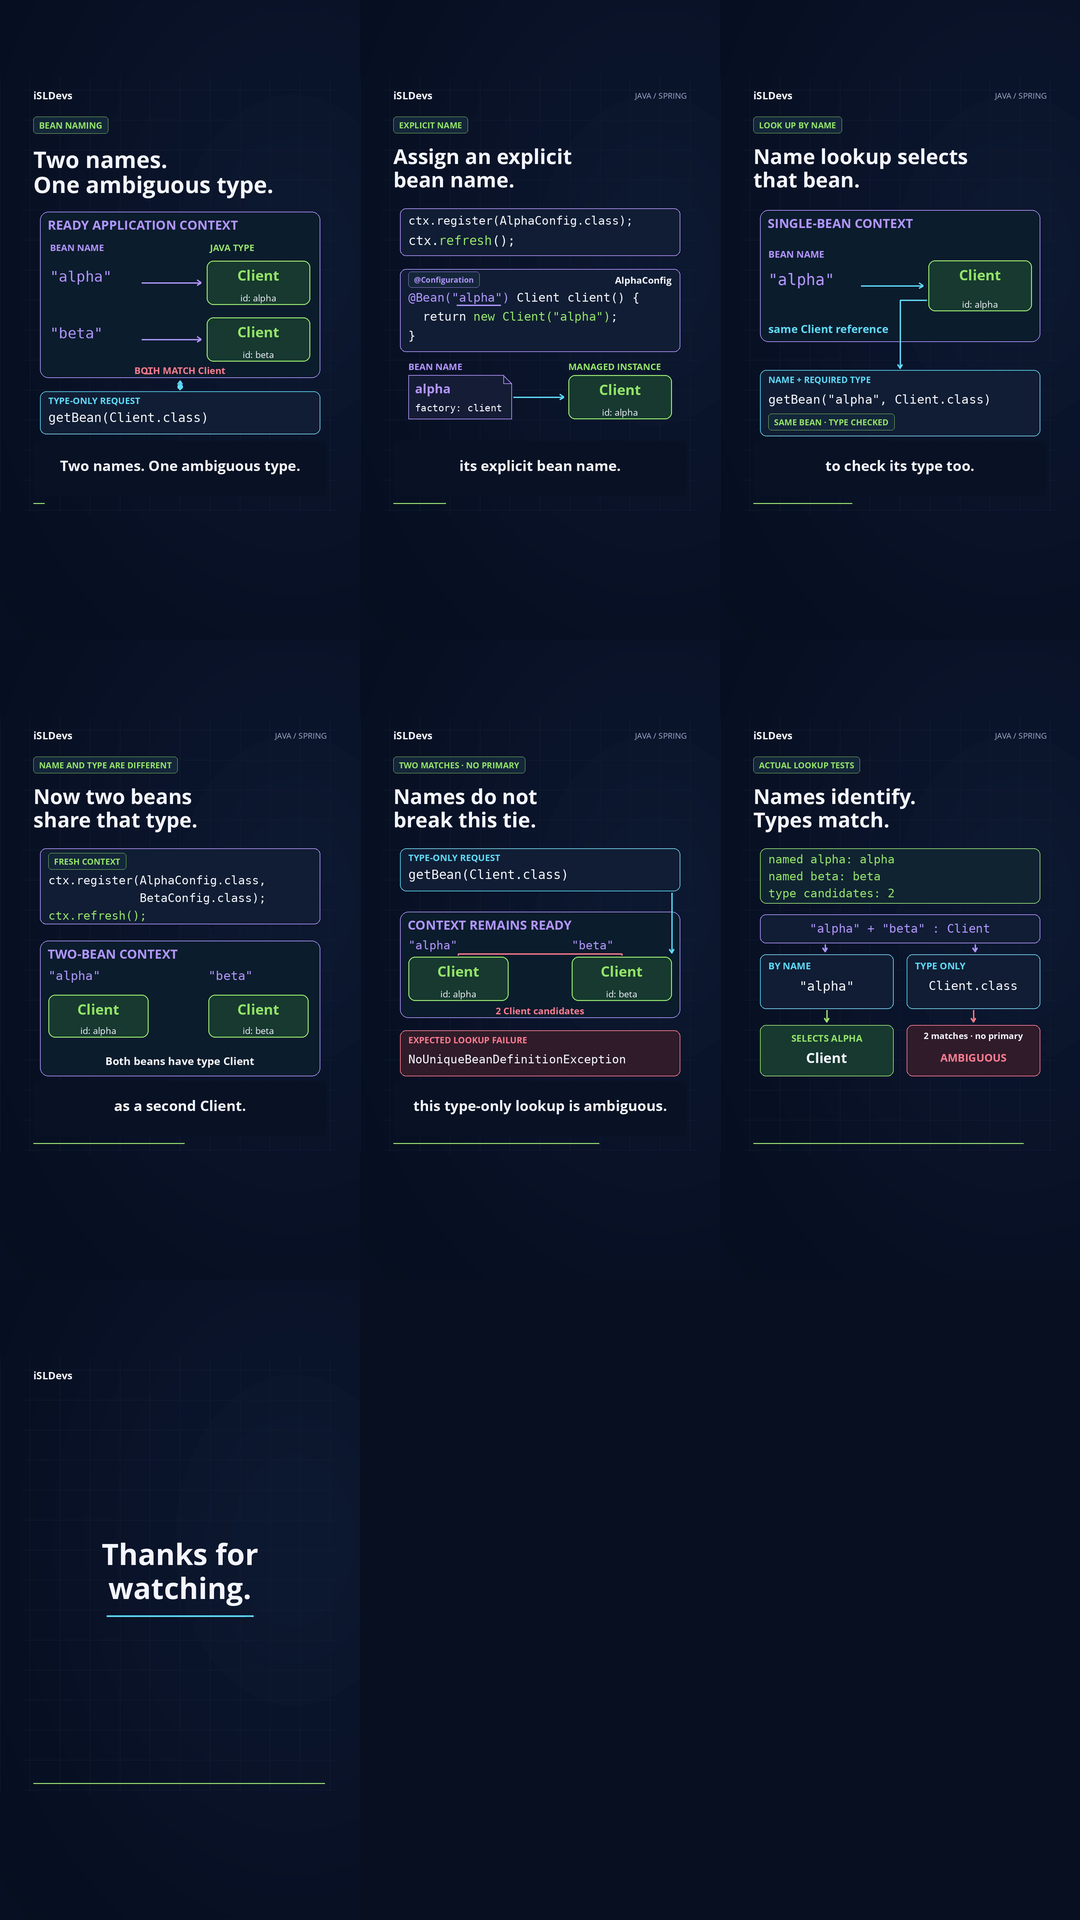 iSLDevs
BEAN NAMING
Two names.
One ambiguous type.
READY APPLICATION CONTEXT
BEAN NAME
JAVA TYPE
"alpha"
Client
id: alpha
"beta"
Client
id: beta
BOTH MATCH Client
TYPE-ONLY REQUEST
getBean(Client.class)
Two names. One ambiguous type.
iSLDevs
JAVA / SPRING
EXPLICIT NAME
Assign an explicit
bean name.
ctx.register(AlphaConfig.class);
ctx.refresh();
@Configuration
AlphaConfig
@Bean("alpha") Client client() {
return new Client("alpha");
}
BEAN NAME
MANAGED INSTANCE
alpha
factory: client
Client
id: alpha
its explicit bean name.
iSLDevs
JAVA / SPRING
LOOK UP BY NAME
Name lookup selects
that bean.
SINGLE-BEAN CONTEXT
BEAN NAME
"alpha"
Client
id: alpha
same Client reference
NAME + REQUIRED TYPE
getBean("alpha", Client.class)
SAME BEAN · TYPE CHECKED
to check its type too.
iSLDevs
JAVA / SPRING
NAME AND TYPE ARE DIFFERENT
Now two beans
share that type.
FRESH CONTEXT
ctx.register(AlphaConfig.class,
BetaConfig.class);
ctx.refresh();
TWO-BEAN CONTEXT
"alpha"
"beta"
Client
id: alpha
Client
id: beta
Both beans have type Client
as a second Client.
iSLDevs
JAVA / SPRING
TWO MATCHES · NO PRIMARY
Names do not
break this tie.
TYPE-ONLY REQUEST
getBean(Client.class)
CONTEXT REMAINS READY
"alpha"
"beta"
Client
id: alpha
Client
id: beta
2 Client candidates
EXPECTED LOOKUP FAILURE
NoUniqueBeanDefinitionException
this type-only lookup is ambiguous.
iSLDevs
JAVA / SPRING
ACTUAL LOOKUP TESTS
Names identify.
Types match.
named alpha: alpha
named beta: beta
type candidates: 2
"alpha" + "beta" : Client
BY NAME
"alpha"
TYPE ONLY
Client.class
SELECTS ALPHA
Client
2 matches · no primary
AMBIGUOUS
iSLDevs
Thanks for
watching.